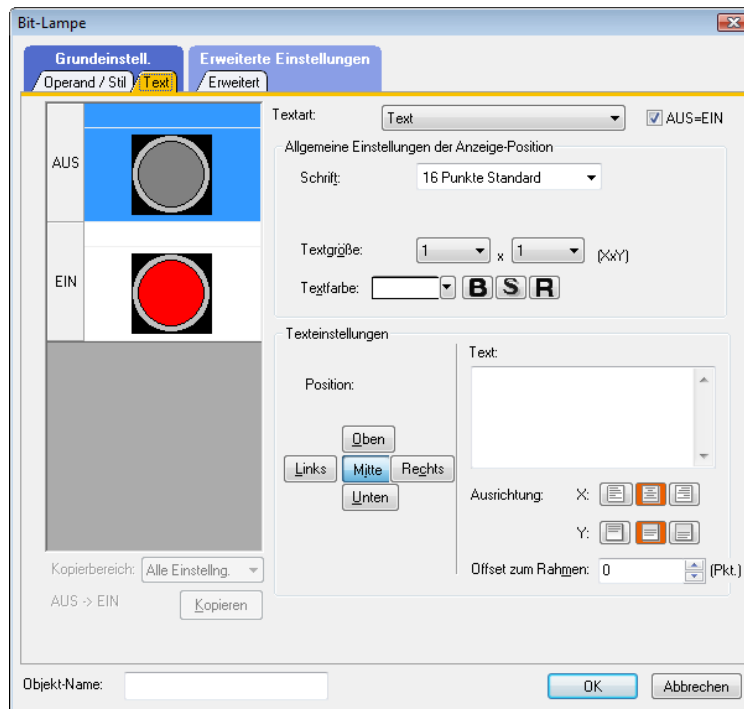 Bit-Lampe
Grundeinstell. Erweiterte Einstellungen
Operand / Stil Text Erweitert
AUS
EIN
Textart: Text AUS=EIN
Allgemeine Einstellungen der Anzeige-Position
Schrift: 16 Punkte Standard
Textgröße: 1 x 1 (XxY)
Textfarbe: B S R
Texteinstellungen
Position:
Oben
Links Mitte Rechts
Unten
Text:
Ausrichtung: X:
Y:
Offset zum Rahmen: 0 (Pkt.)
Kopierbereich: Alle Einstellng.
AUS -> EIN Kopieren
Objekt-Name: OK Abbrechen